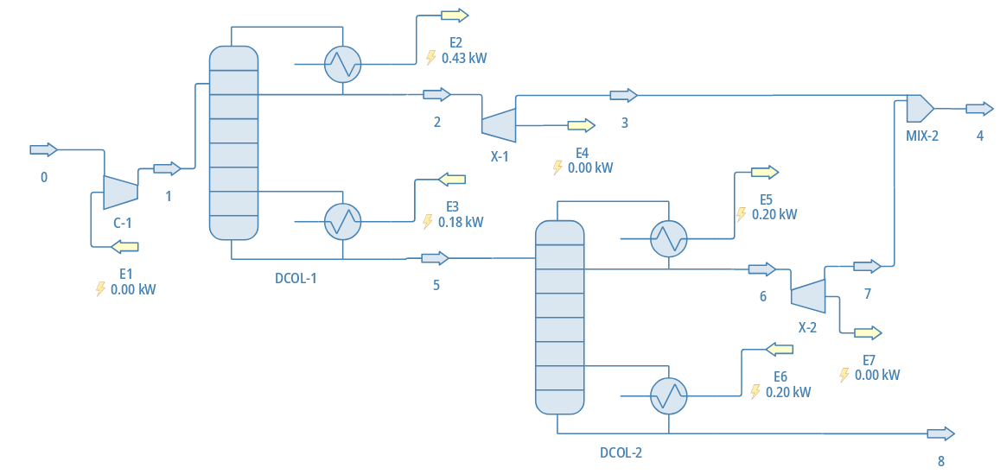 E2
0.43 kW
2
3
MIX-2
4
X-1
E4
0.00 kW
0
1
C-1
E3
0.18 kW
E5
0.20 kW
E1
0.00 kW
DCOL-1
5
6
7
X-2
E7
0.00 kW
E6
0.20 kW
DCOL-2
8